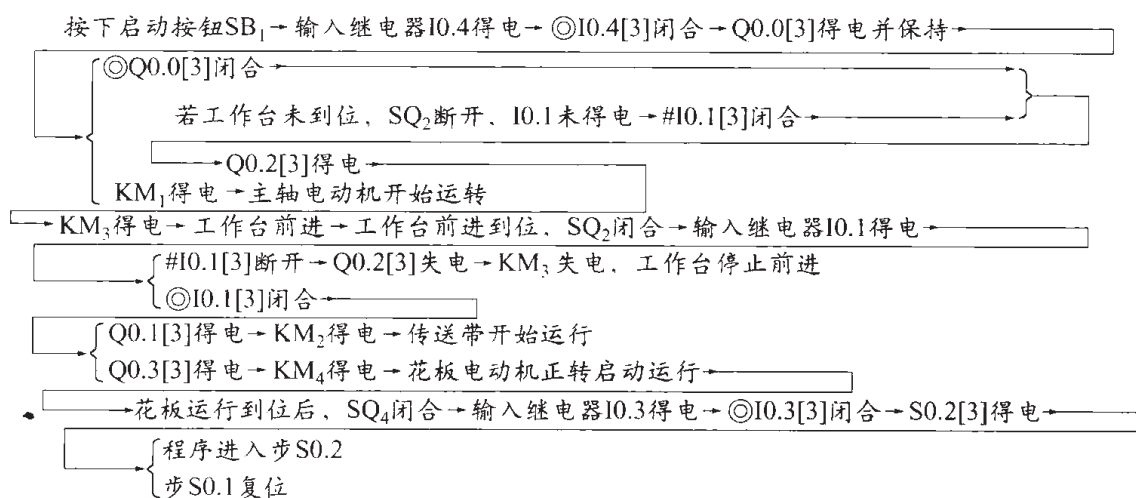 按下启动按钮SB₁→输入继电器I0.4得电→◎I0.4[3]闭合→Q0.0[3]得电并保持→
◎Q0.0[3]闭合→
若工作台未到位、SQ₂断开、I0.1未得电→#I0.1[3]闭合→
→Q0.2[3]得电→
KM₁得电→主轴电动机开始运转
→KM₃得电→工作台前进→工作台前进到位、SQ₂闭合→输入继电器I0.1得电→
#I0.1[3]断开→Q0.2[3]失电→KM₃失电，工作台停止前进
◎I0.1[3]闭合→
Q0.1[3]得电→KM₂得电→传送带开始运行
Q0.3[3]得电→KM₄得电→花板电动机正转启动运行→
→花板运行到位后，SQ₄闭合→输入继电器I0.3得电→◎I0.3[3]闭合→S0.2[3]得电→
程序进入步S0.2
步S0.1复位